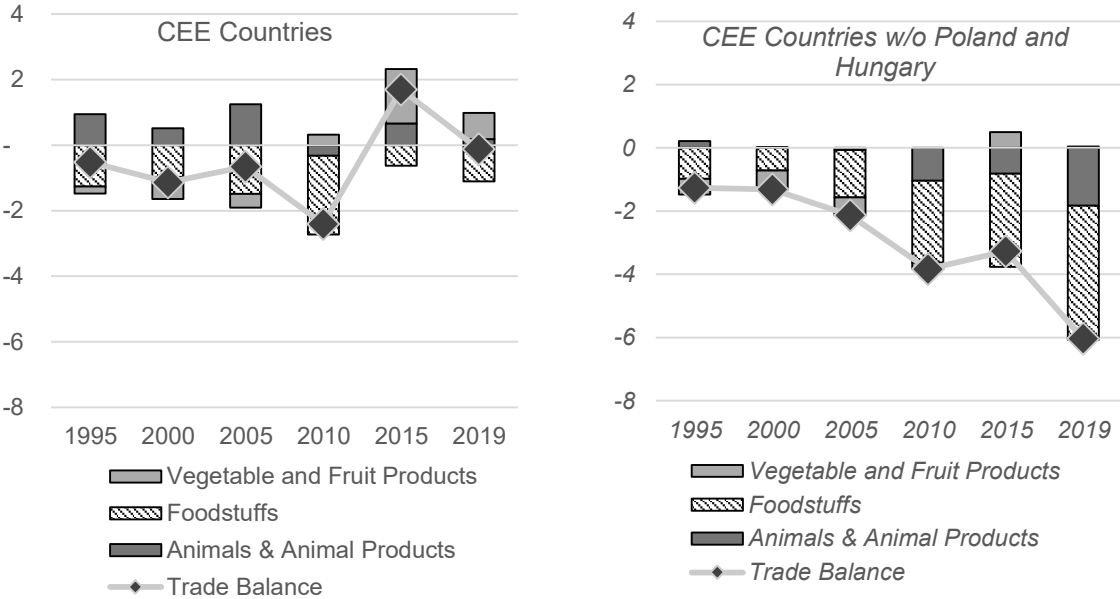 CEE Countries
4
2
-
-2
-4
-6
-8
1995 2000 2005 2010 2015 2019
Vegetable and Fruit Products
Foodstuffs
Animals & Animal Products
Trade Balance
CEE Countries w/o Poland and
Hungary
4
2
0
-2
-4
-6
-8
1995 2000 2005 2010 2015 2019
Vegetable and Fruit Products
Foodstuffs
Animals & Animal Products
Trade Balance